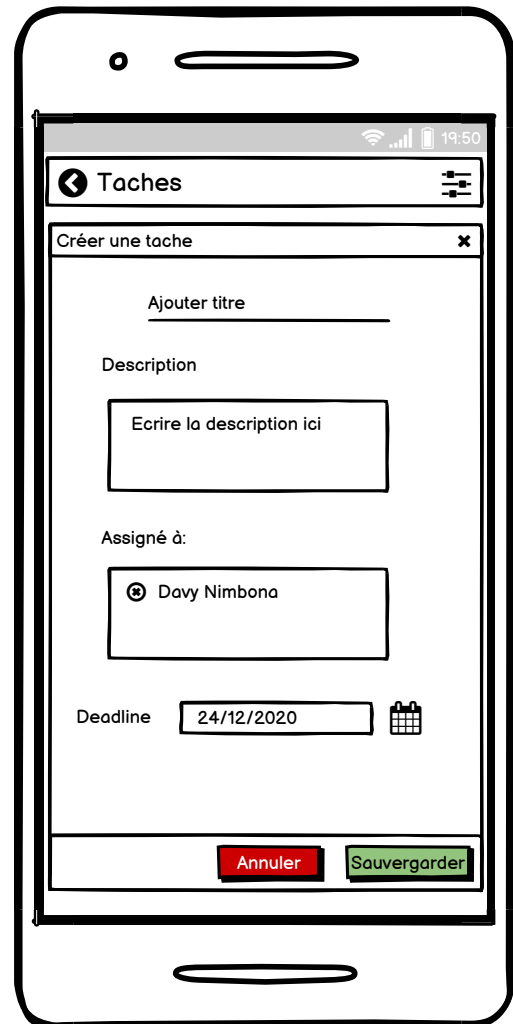 19:50
Taches
Créer une tache
Ajouter titre
Description
Ecrire la description ici
Assigné à:
Davy Nimbona
Deadline 24/12/2020
Annuler Sauvergarder